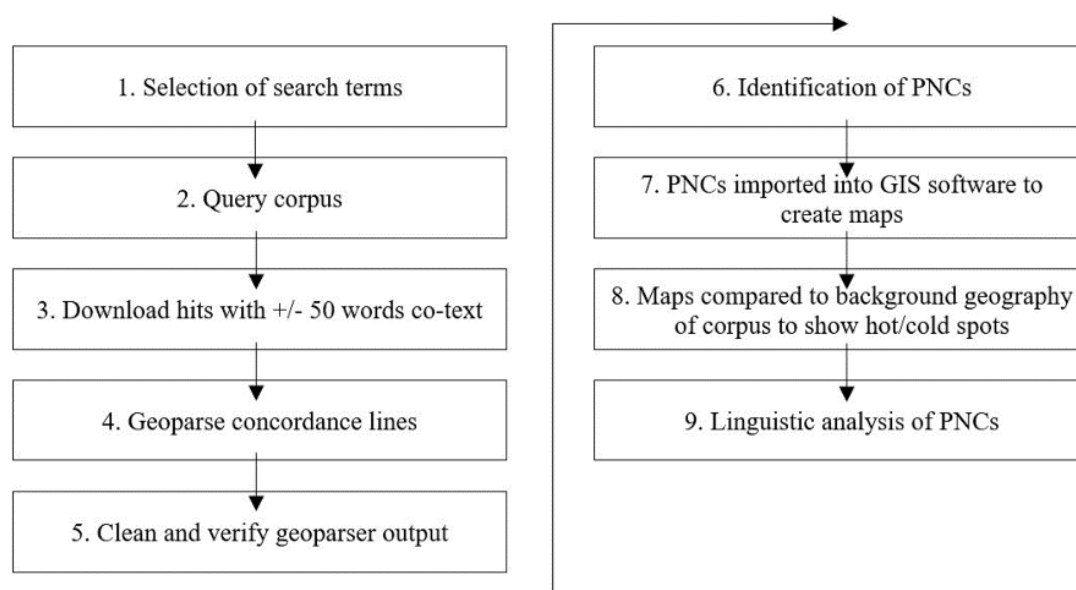 1. Selection of search terms
2. Query corpus
3. Download hits with +/- 50 words co-text
4. Geoparse concordance lines
5. Clean and verify geoparser output
6. Identification of PNCs
7. PNCs imported into GIS software to
create maps
8. Maps compared to background geography
of corpus to show hot/cold spots
9. Linguistic analysis of PNCs